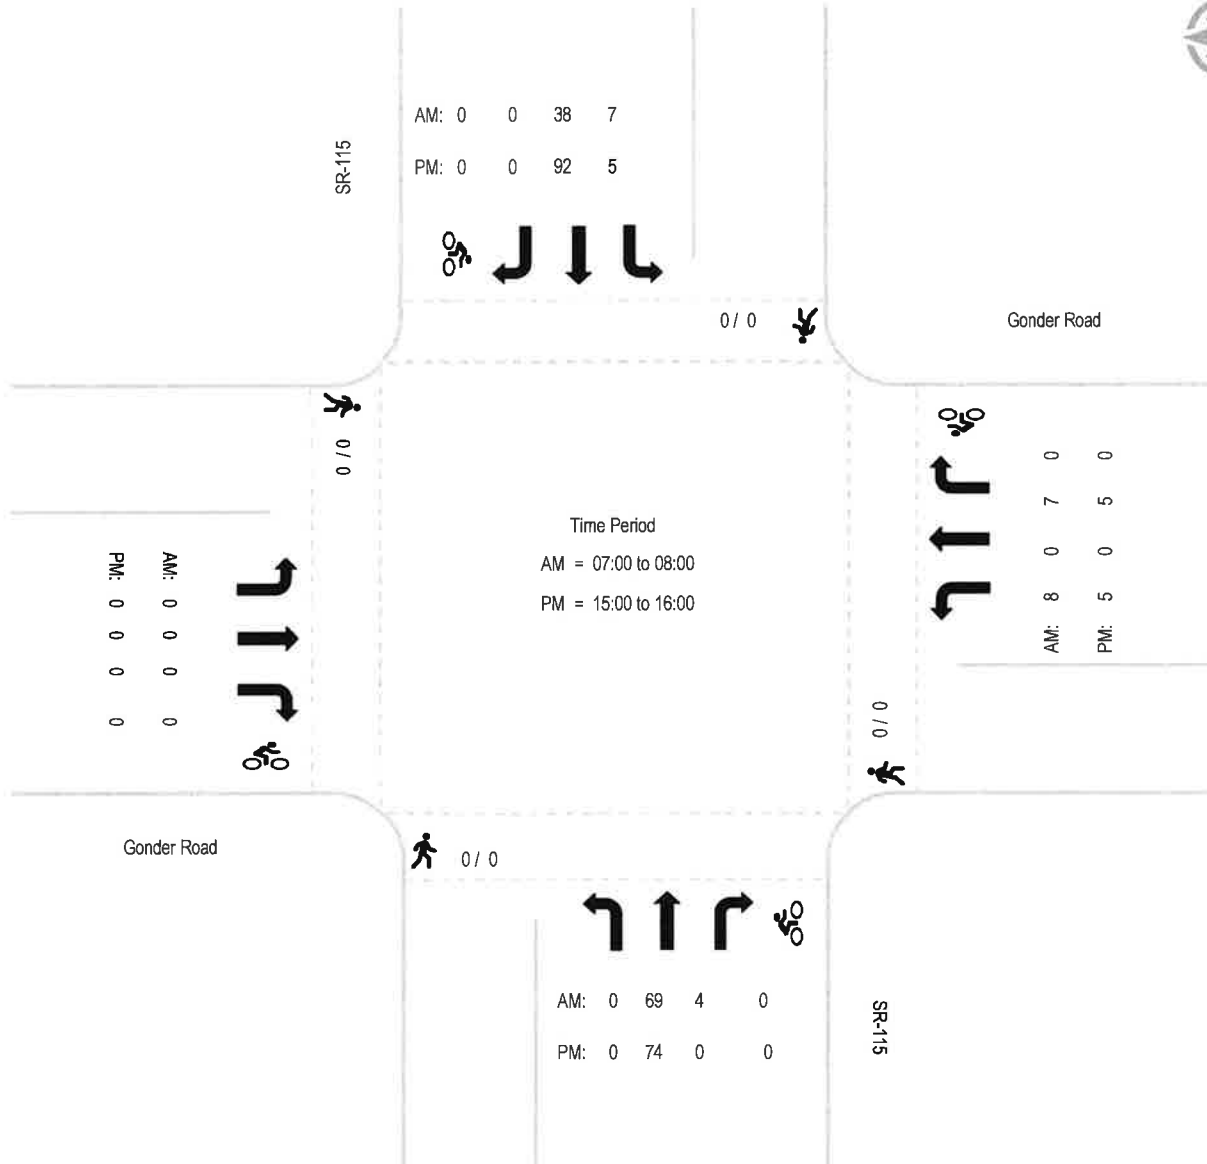 AM: 0 0 38 7
PM: 0 0 92 5
SR-115
0 / 0
Gonder Road
0 / 0
AM: 8 0 7 0
PM: 5 0 5 0
Time Period
AM = 07:00 to 08:00
PM = 15:00 to 16:00
AM: 0 0 0 0
PM: 0 0 0 0
0 / 0
Gonder Road
0 / 0
AM: 0 69 4 0
PM: 0 74 0 0
SR-115